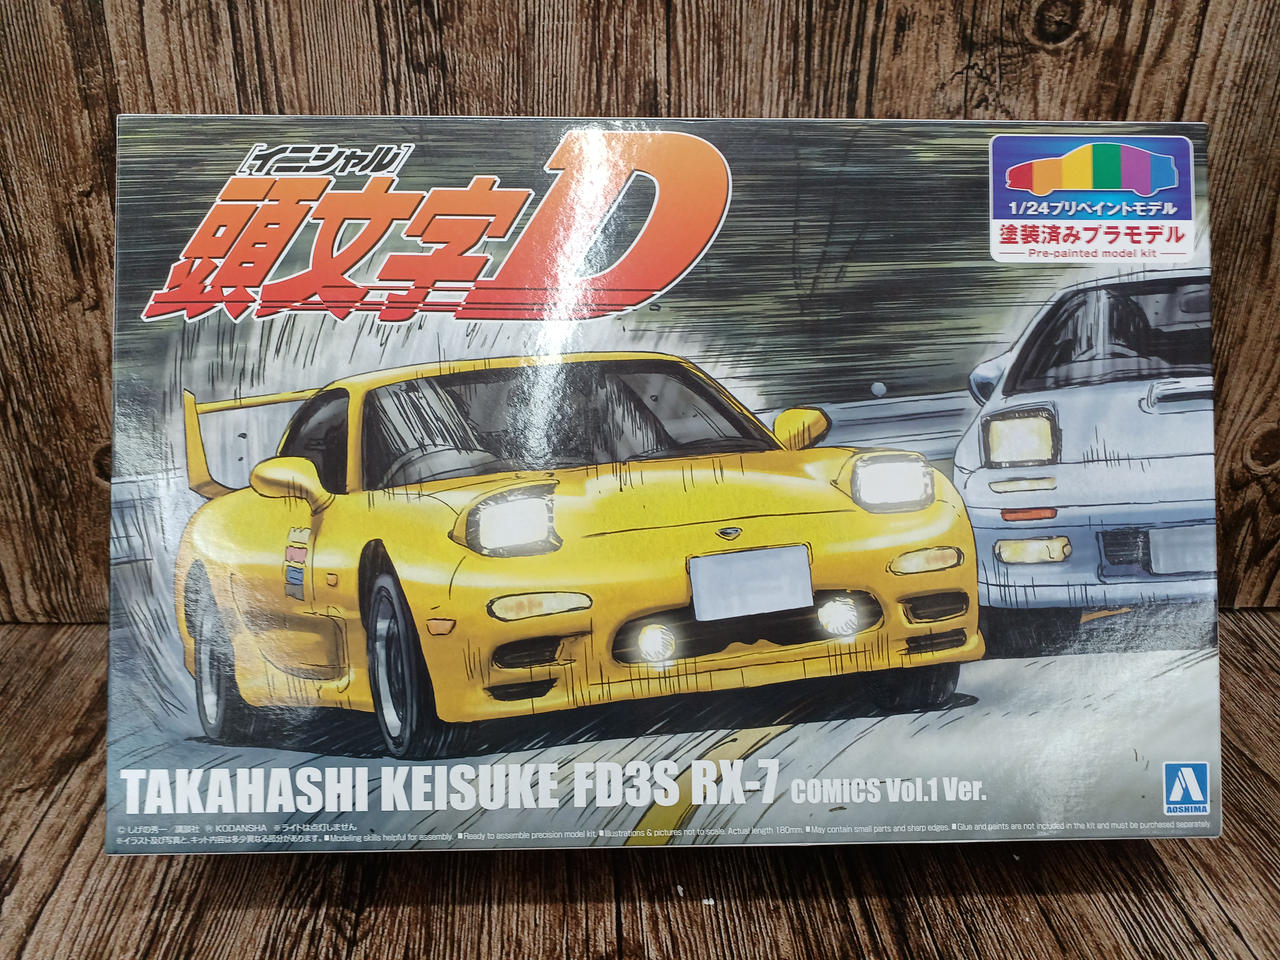 [イニシャル]
頭文字D
1/24プリペイントモデル
塗装済みプラモデル
Pre-painted model kit
TAKAHASHI KEISUKE FD3S RX-7 COMICS Vol.1 Ver.
AOSHIMA
© しげの秀一/講談社 Ⓟ KODANSHA ※ライトは点灯しません
※イラスト及び写真と、キット内容は多少異なる部分があります。 ■Modeling skills helpful for assembly. ■Ready to assemble precision model kit. ■Illustrations & pictures not to scale. Actual length 180mm. ■May contain small parts and sharp edges. ■Glue and paints are not included in the kit and must be purchased separately.